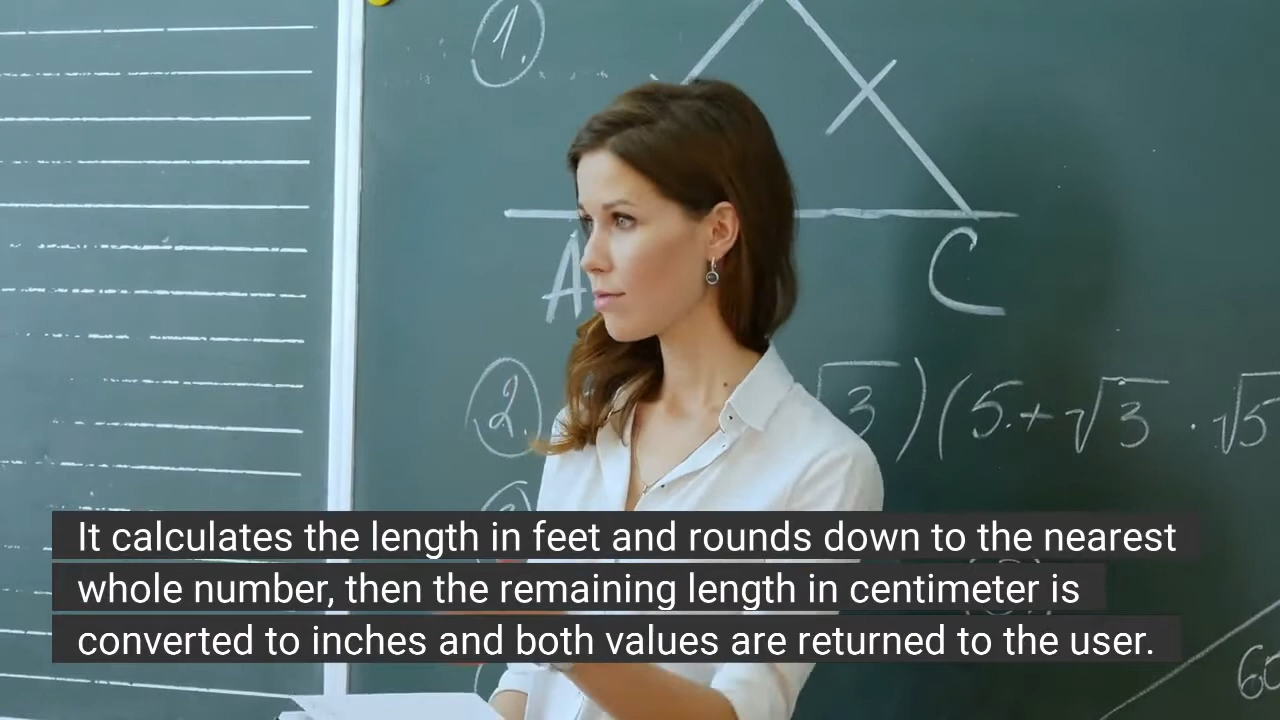 1.
A
C
2.
3 ) ( 5 + √3 · √5
It calculates the length in feet and rounds down to the nearest
whole number, then the remaining length in centimeter is
converted to inches and both values are returned to the user.
60